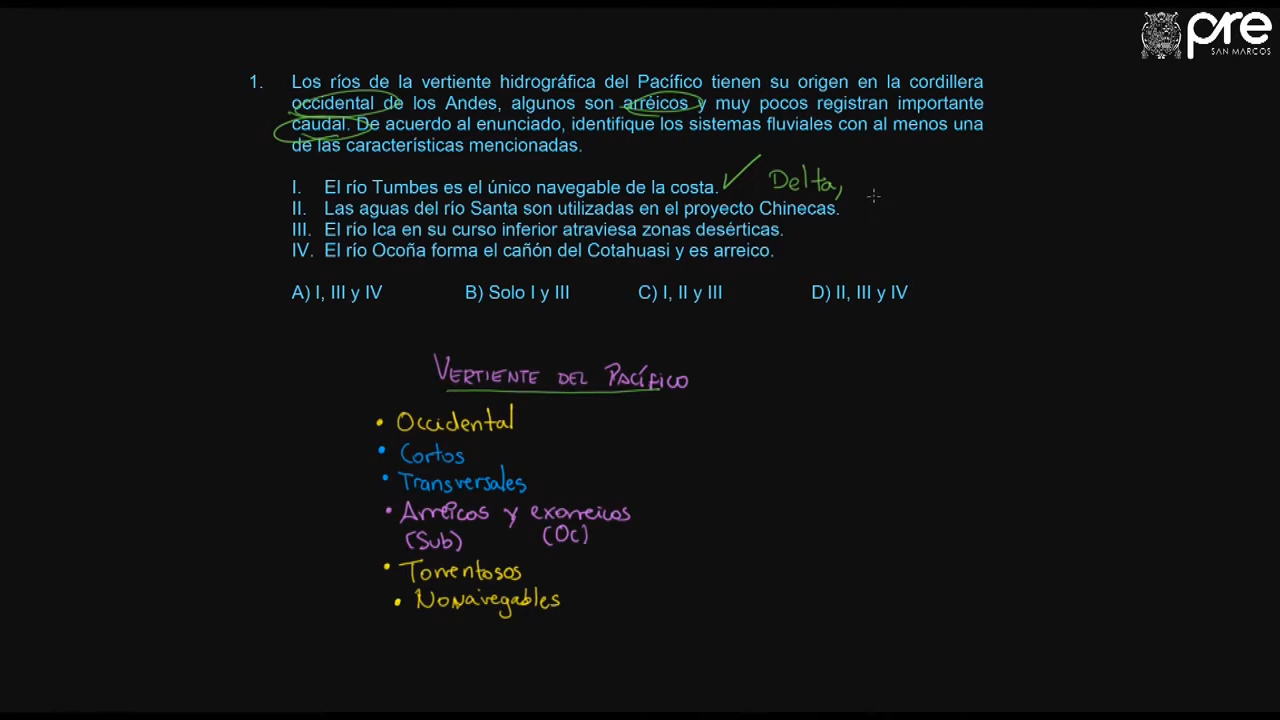 pre
SAN MARCOS
1. Los ríos de la vertiente hidrográfica del Pacífico tienen su origen en la cordillera
occidental de los Andes, algunos son arréicos y muy pocos registran importante
caudal. De acuerdo al enunciado, identifique los sistemas fluviales con al menos una
de las características mencionadas.
I. El río Tumbes es el único navegable de la costa. Delta,
II. Las aguas del río Santa son utilizadas en el proyecto Chinecas.
III. El río Ica en su curso inferior atraviesa zonas desérticas.
IV. El río Ocoña forma el cañón del Cotahuasi y es arreico.
A) I, III y IV B) Solo I y III C) I, II y III D) II, III y IV
VERTIENTE DEL PACÍFICO
• Occidental
• Cortos
• Transversales
• Arreicos y exorreicos
(Sub) (Oc)
• Torrentosos
• No navegables